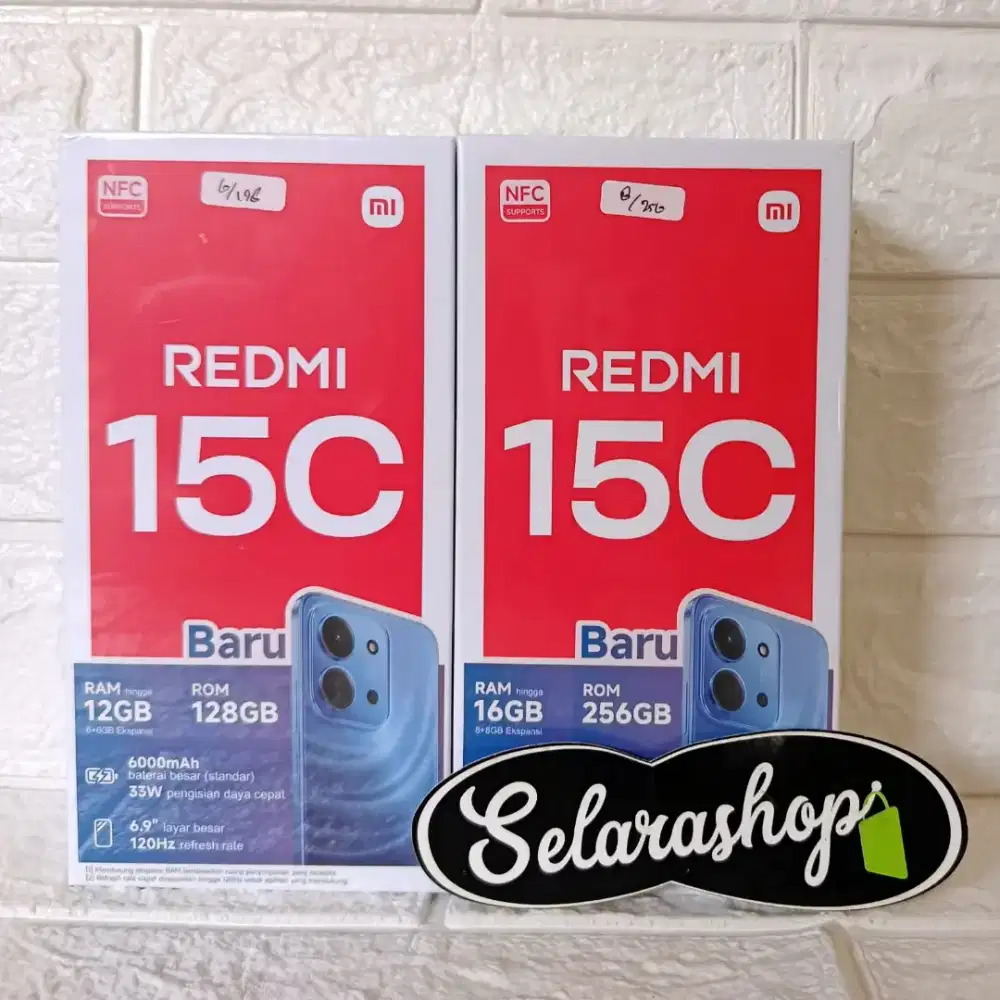 NFC
SUPPORTS
6/128
mi
REDMI
15C
Baru
RAM hingga
12GB
6+6GB Ekspansi
ROM
128GB
6000mAh
baterai besar (standar)
33W pengisian daya cepat
6.9" layar besar
120Hz refresh rate
NFC
SUPPORTS
8/256
mi
REDMI
15C
Baru
RAM hingga
16GB
8+8GB Ekspansi
ROM
256GB
Selarashop